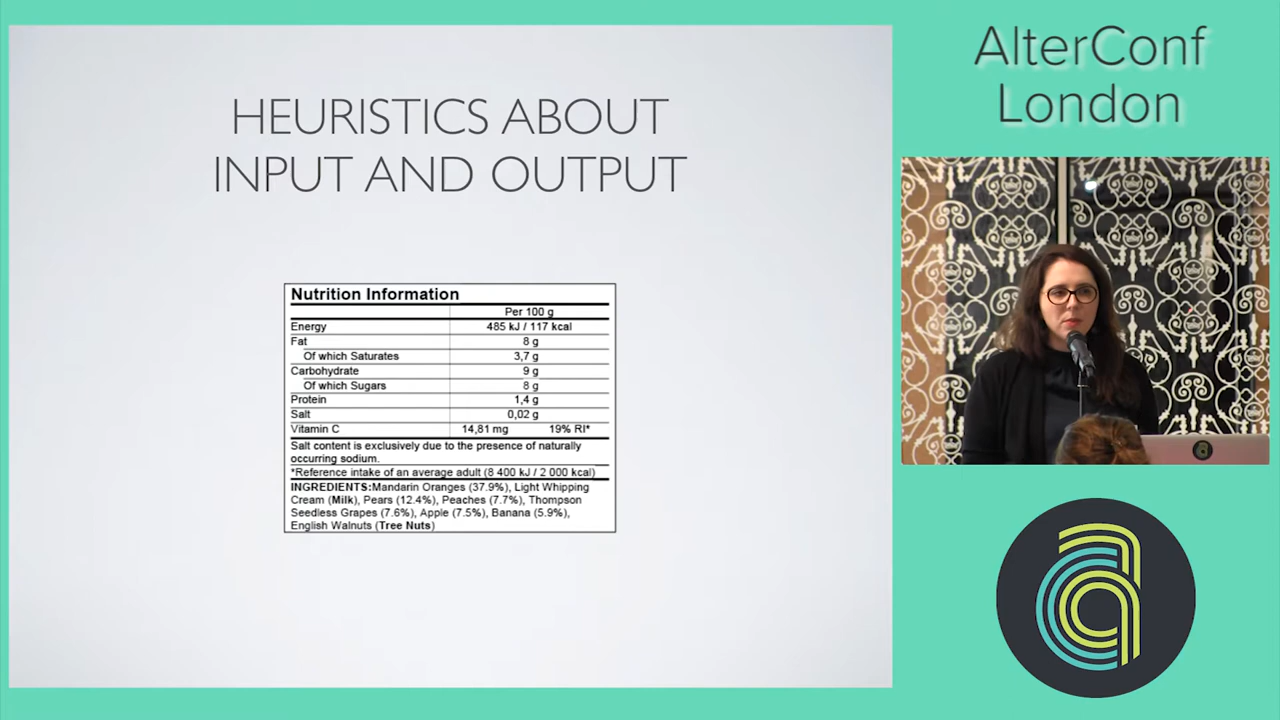 HEURISTICS ABOUT
INPUT AND OUTPUT
Nutrition Information
Per 100 g
Energy 485 kJ / 117 kcal
Fat 8 g
Of which Saturates 3,7 g
Carbohydrate 9 g
Of which Sugars 8 g
Protein 1,4 g
Salt 0,02 g
Vitamin C 14,81 mg 19% RI*
Salt content is exclusively due to the presence of naturally
occurring sodium.
*Reference intake of an average adult (8 400 kJ / 2 000 kcal)
INGREDIENTS:Mandarin Oranges (37.9%), Light Whipping
Cream (Milk), Pears (12.4%), Peaches (7.7%), Thompson
Seedless Grapes (7.6%), Apple (7.5%), Banana (5.9%),
English Walnuts (Tree Nuts)
AlterConf
London